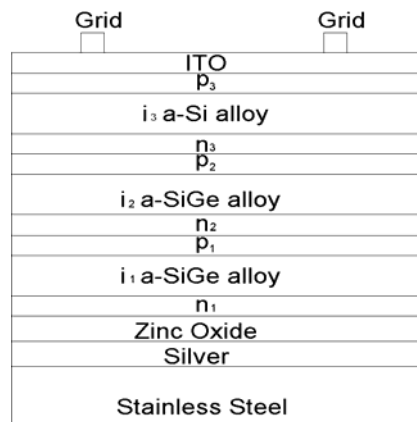 Grid Grid
ITO
p₃
i₃ a-Si alloy
n₃
p₂
i₂ a-SiGe alloy
n₂
p₁
i₁ a-SiGe alloy
n₁
Zinc Oxide
Silver
Stainless Steel